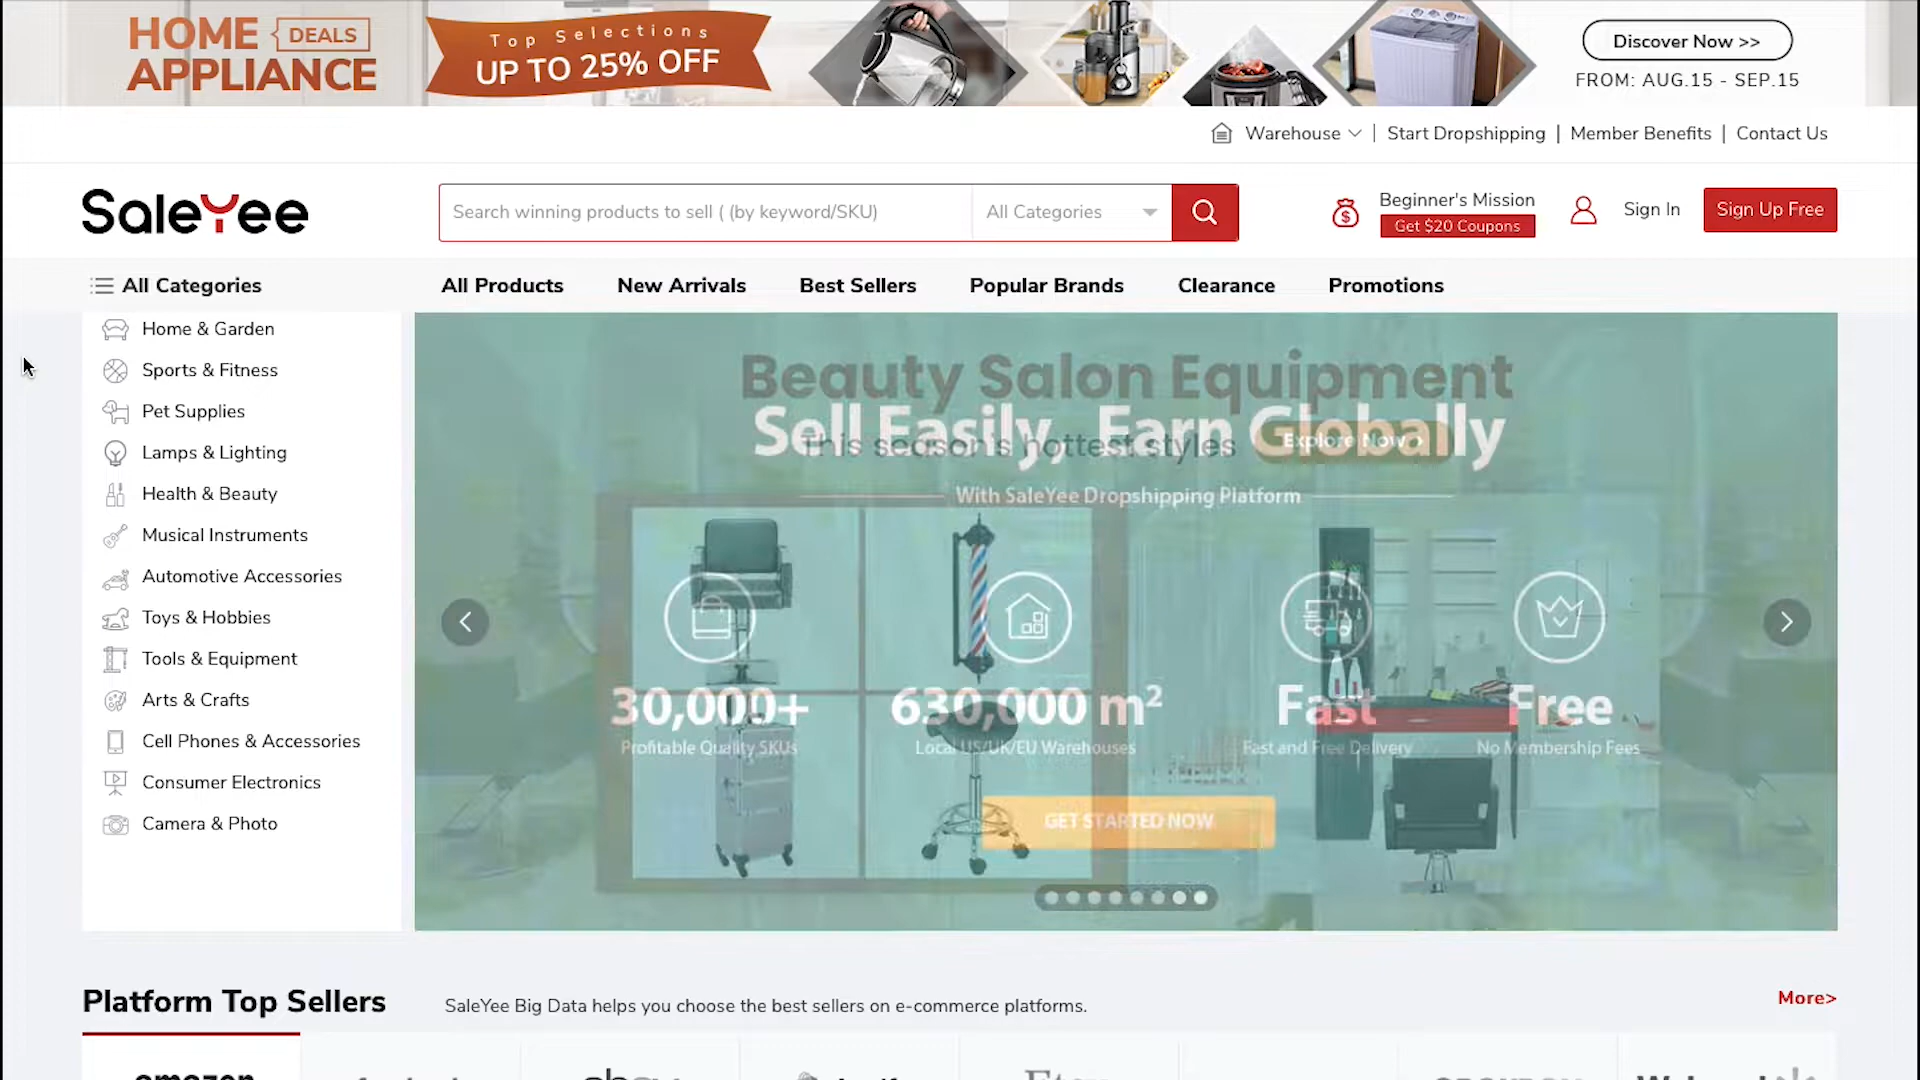 HOME DEALS
APPLIANCE
Top Selections
UP TO 25% OFF
Discover Now >>
FROM: AUG.15 - SEP.15
Warehouse | Start Dropshipping | Member Benefits | Contact Us
SaleYee
Search winning products to sell ( (by keyword/SKU)
All Categories
Beginner's Mission
Get $20 Coupons
Sign In
Sign Up Free
All Categories
All Products
New Arrivals
Best Sellers
Popular Brands
Clearance
Promotions
Home & Garden
Sports & Fitness
Pet Supplies
Lamps & Lighting
Health & Beauty
Musical Instruments
Automotive Accessories
Toys & Hobbies
Tools & Equipment
Arts & Crafts
Cell Phones & Accessories
Consumer Electronics
Camera & Photo
Beauty Salon Equipment
Sell Easily, Earn Globally
This season's hottest styles
Explore Now >
With SaleYee Dropshipping Platform
30,000+
Profitable Quality SKUs
630,000 m²
Local US/UK/EU Warehouses
Fast
Fast and Free Delivery
Free
No Membership Fees
GET STARTED NOW
Platform Top Sellers
SaleYee Big Data helps you choose the best sellers on e-commerce platforms.
More>
amazon